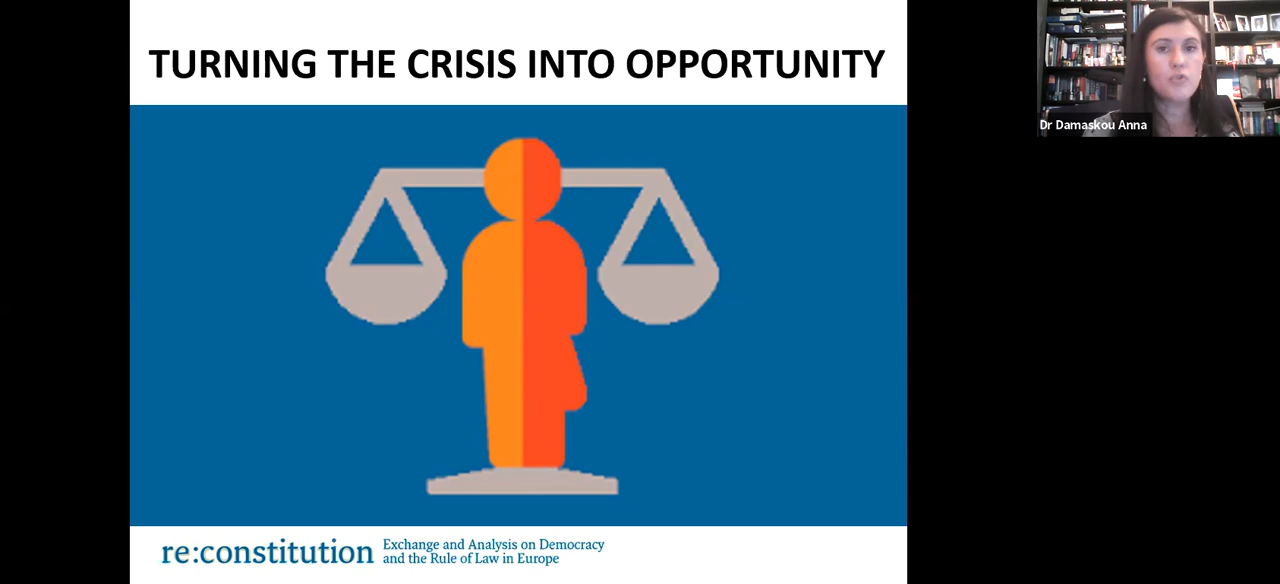 TURNING THE CRISIS INTO OPPORTUNITY
Dr Damaskou Anna
re:constitution
Exchange and Analysis on Democracy
and the Rule of Law in Europe